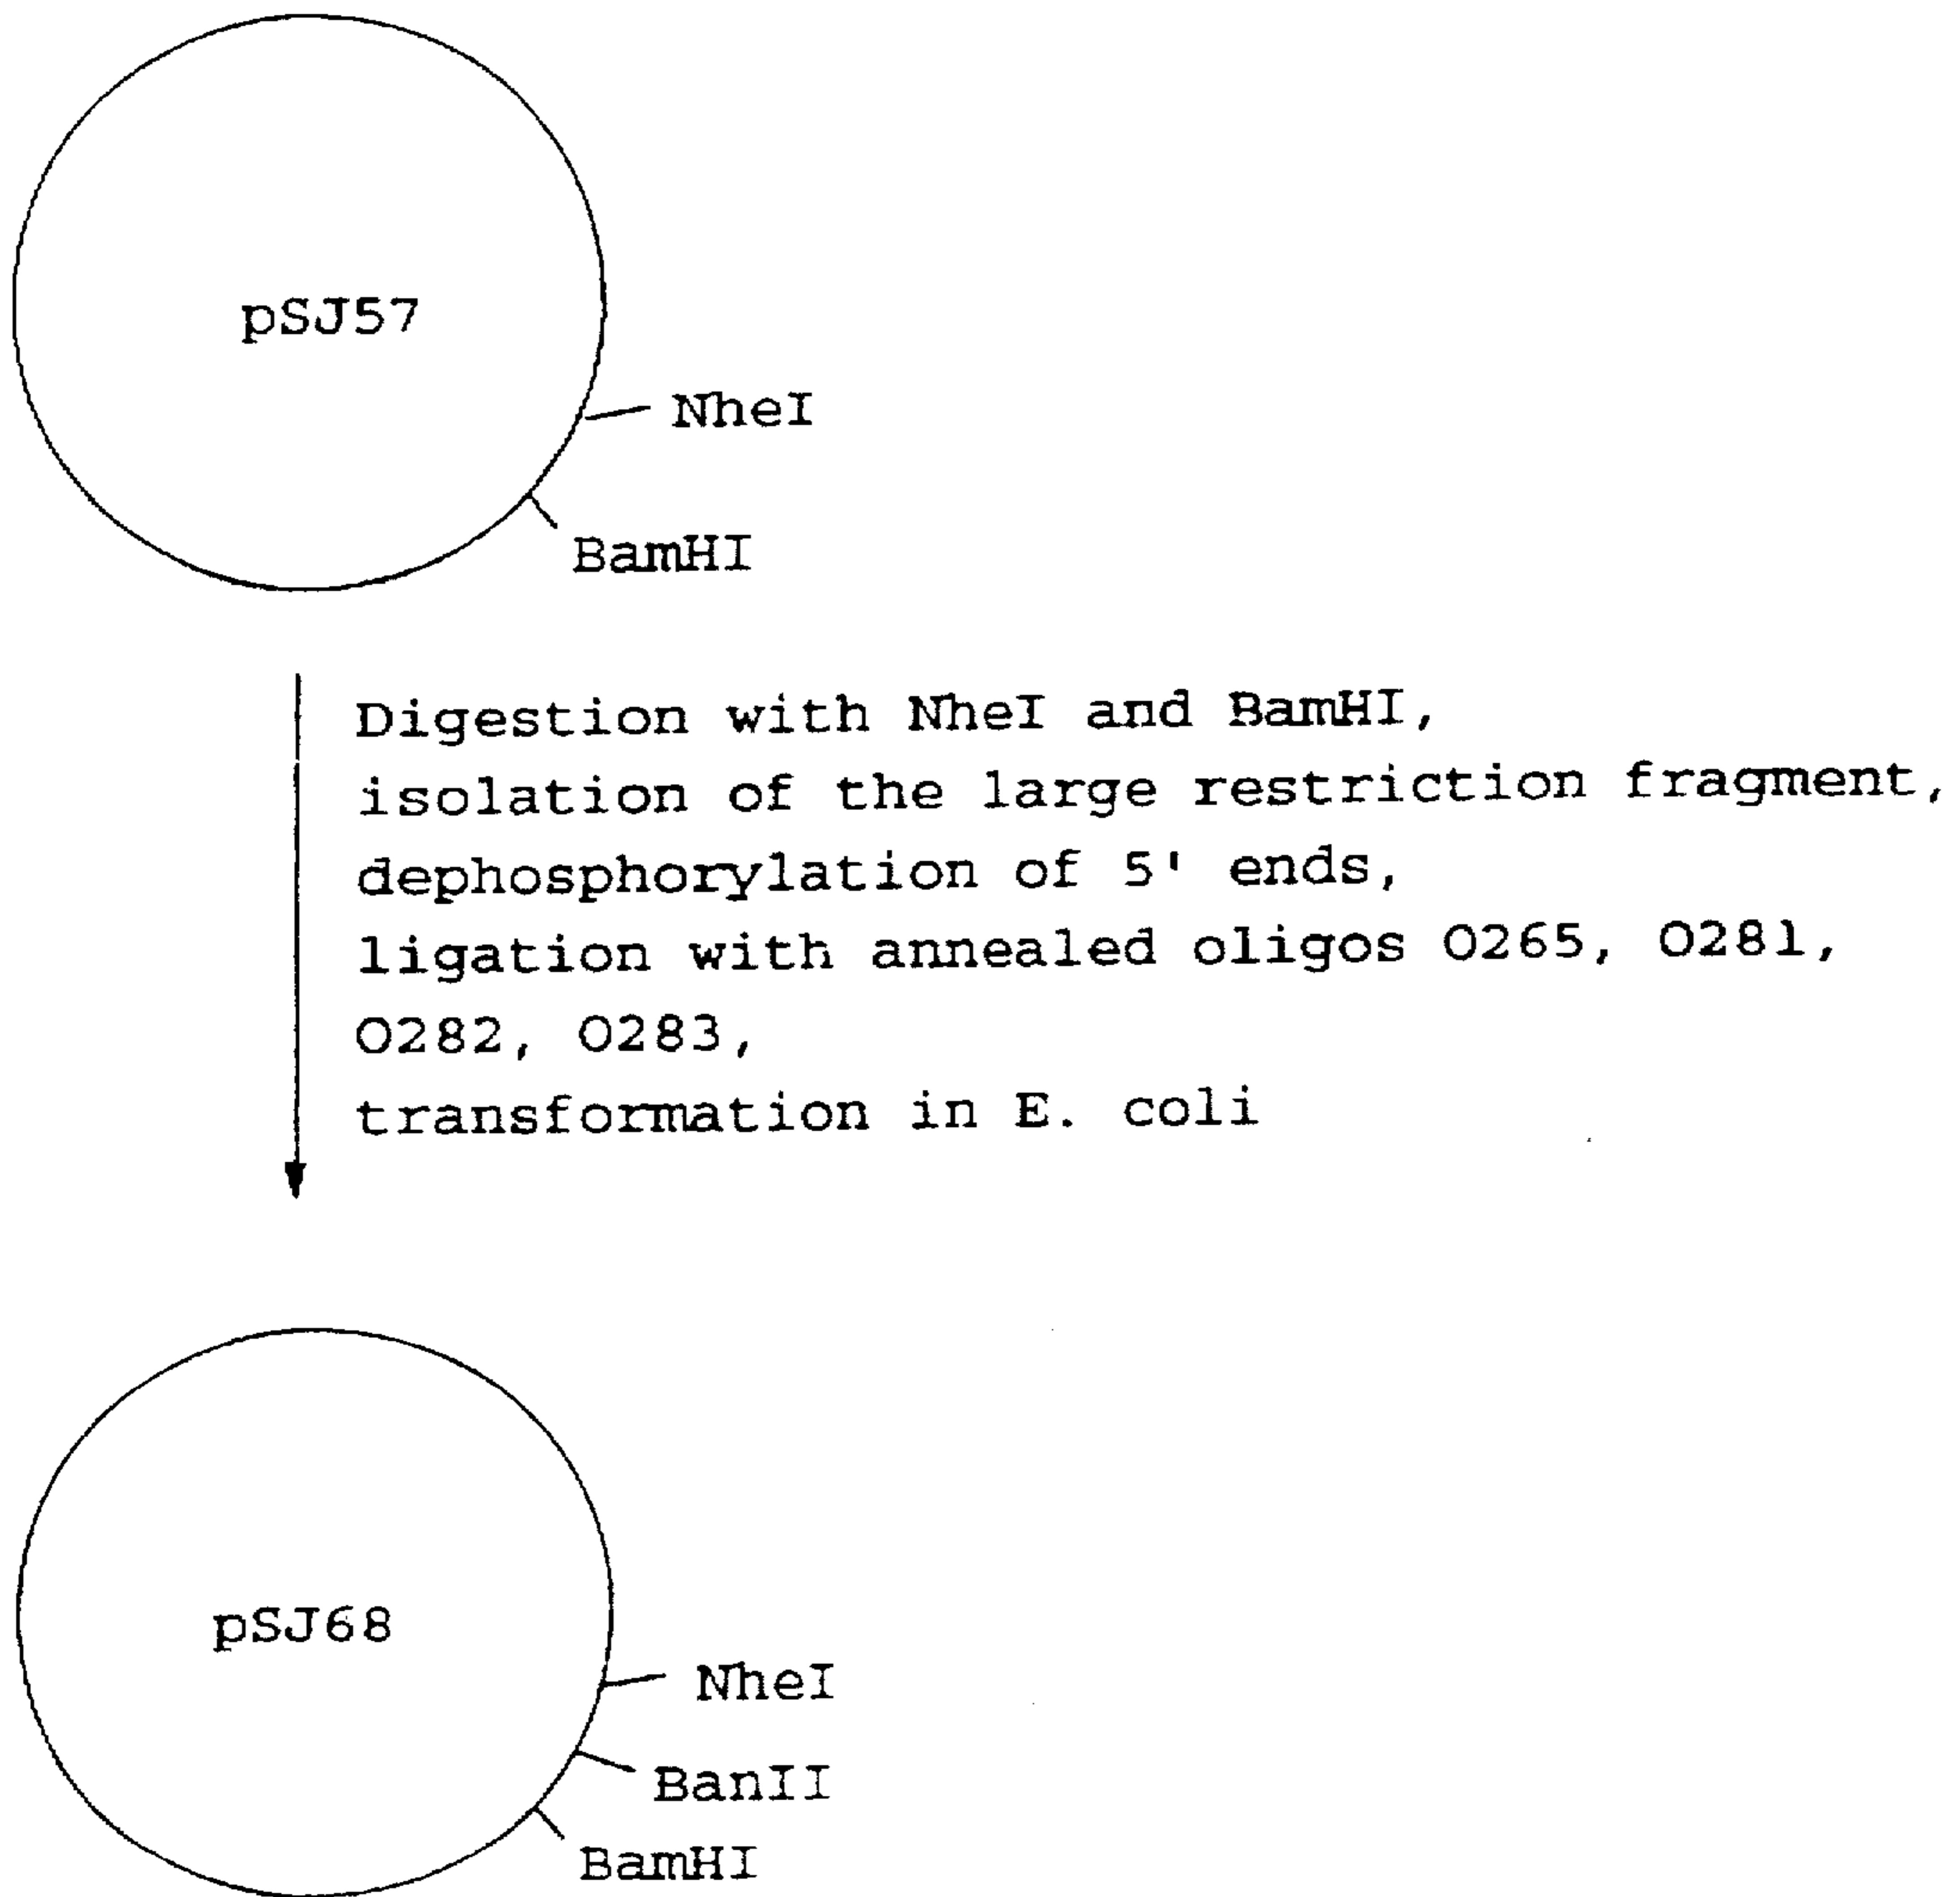 pSJ57
NheI
BamHI
Digestion with NheI and BamHI,
isolation of the large restriction fragment,
dephosphorylation of 5' ends,
ligation with annealed oligos O265, O281,
O282, O283,
transformation in E. coli
pSJ68
NheI
BanII
BamHI